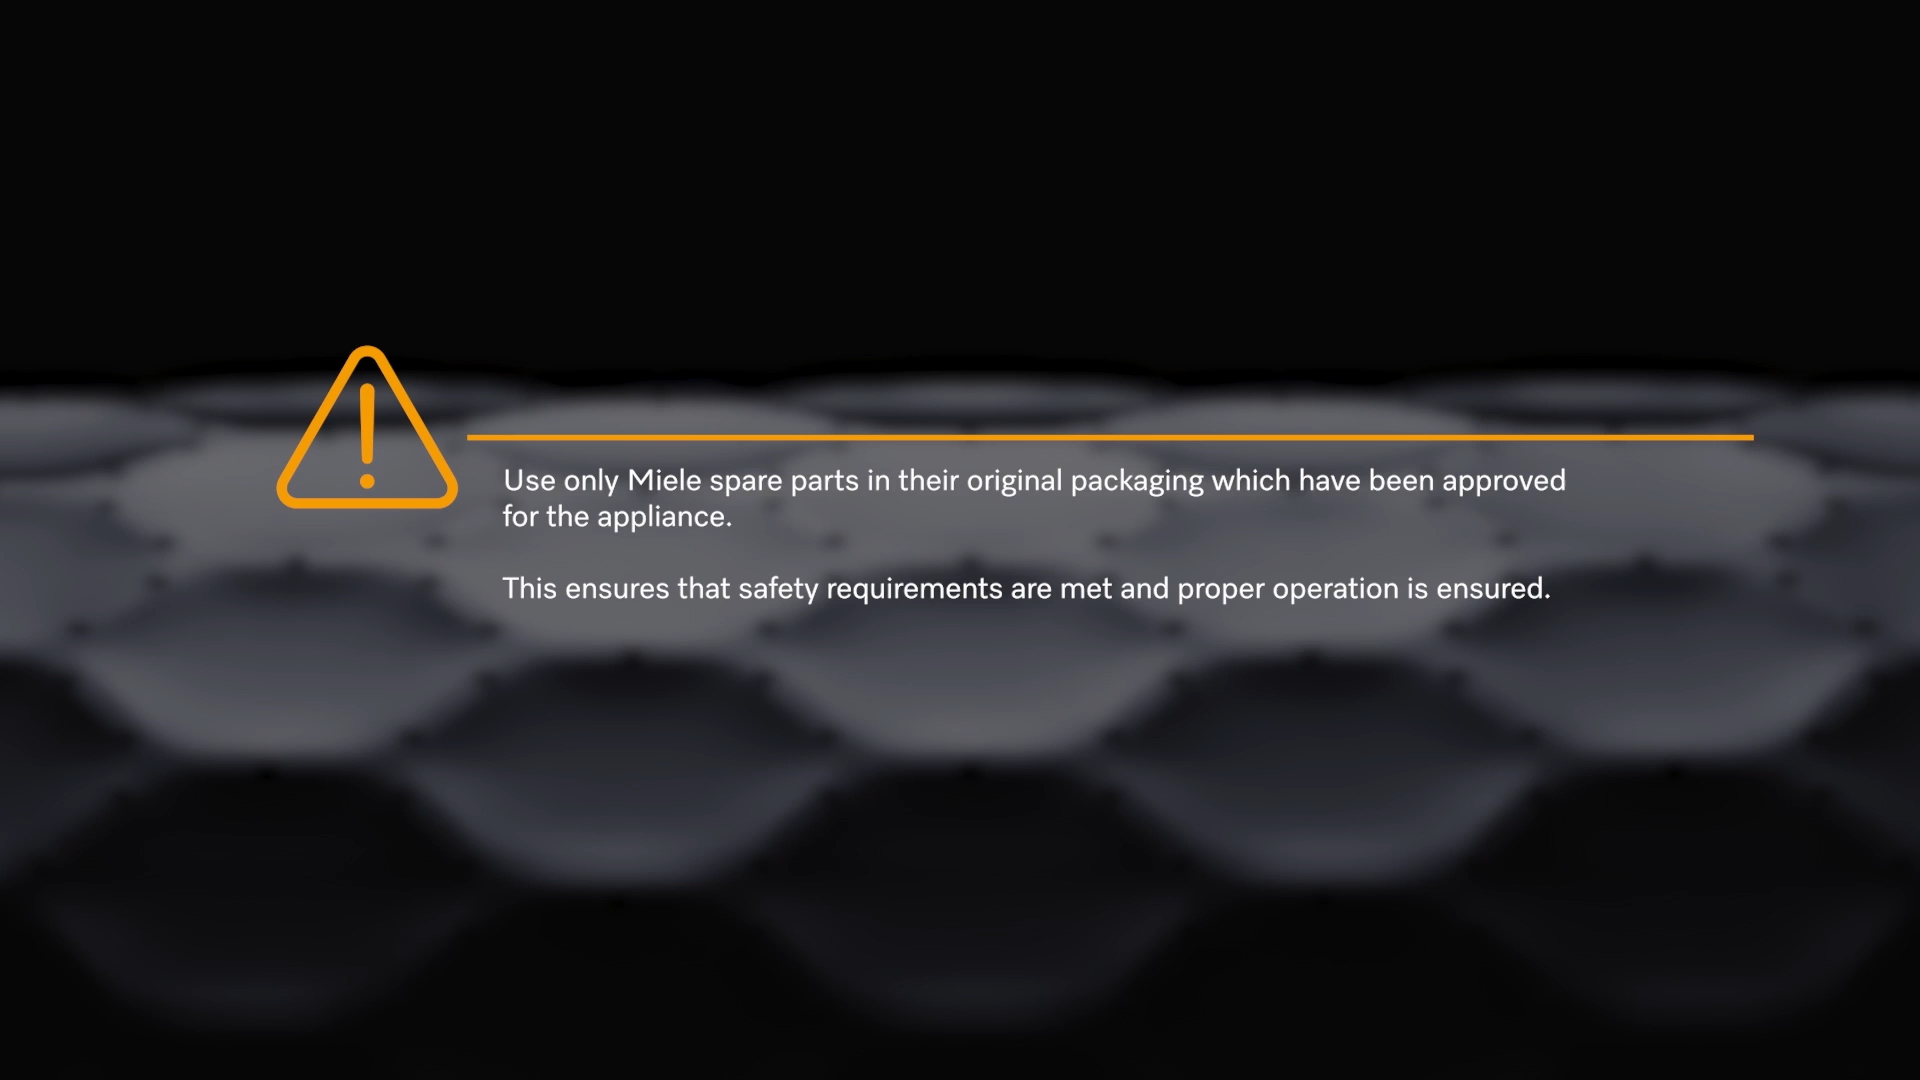 Use only Miele spare parts in their original packaging which have been approved
for the appliance.
This ensures that safety requirements are met and proper operation is ensured.